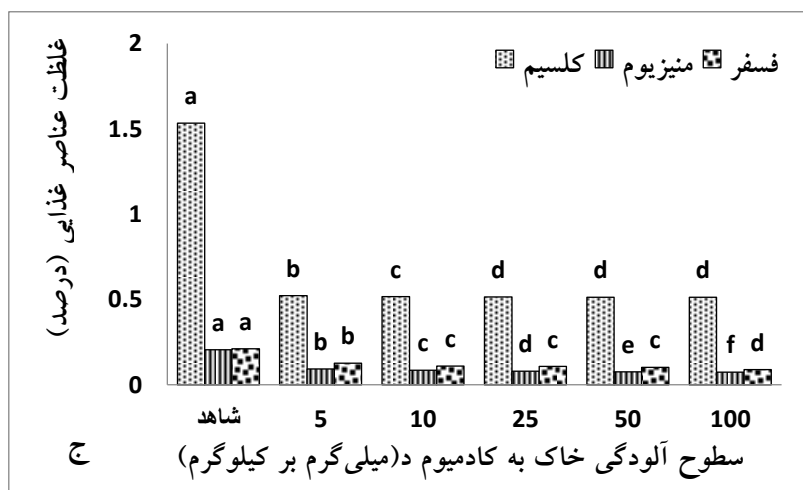 غلظت عناصر غذایی (درصد)
2
1.5
1
0.5
0
کلسیم منیزیوم فسفر
a a a
b b b
c c c
d d c
d e c
d f d
شاهد 5 10 25 50 100
سطوح آلودگی خاک به کادمیوم د(میلی‌گرم بر کیلوگرم)
ج